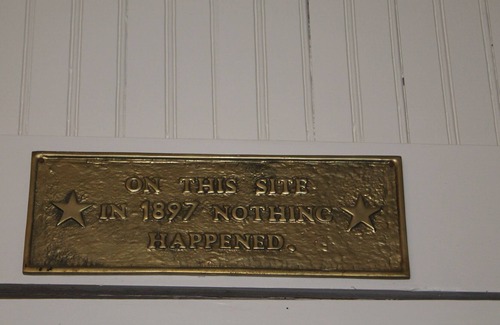 ON THIS SITE
IN 1897 NOTHING
HAPPENED.